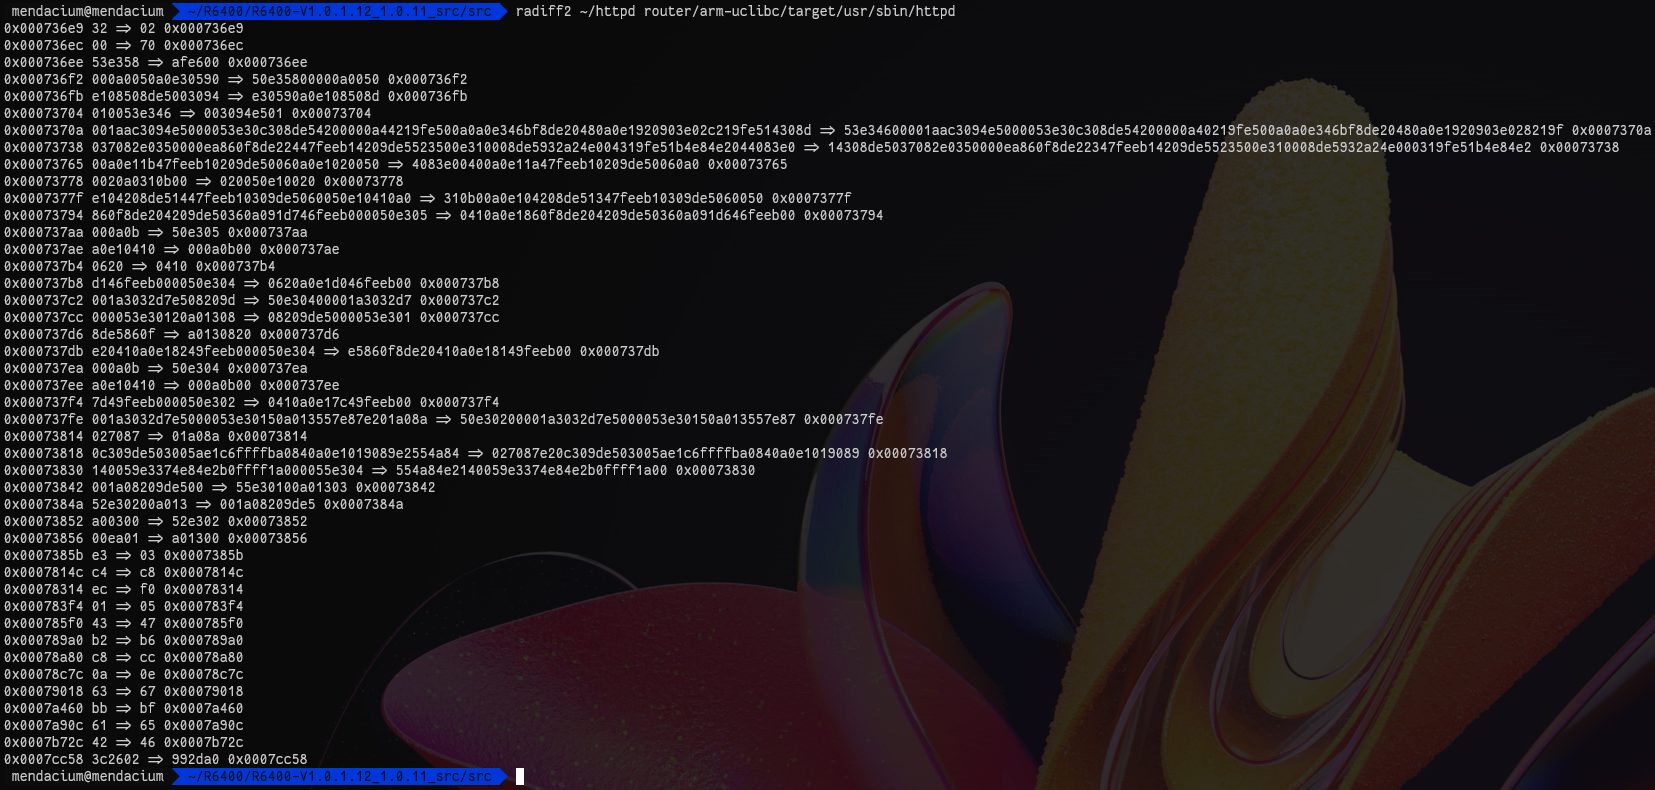 mendacium@mendacium ~/R6400/R6400-V1.0.1.12_1.0.11_src/src radiff2 ~/httpd router/arm-uclibc/target/usr/sbin/httpd
0x000736e9 32 => 02 0x000736e9
0x000736ec 00 => 70 0x000736ec
0x000736ee 53e358 => afe600 0x000736ee
0x000736f2 000a0050a0e30590 => 50e35800000a0050 0x000736f2
0x000736fb e108508de5003094 => e30590a0e108508d 0x000736fb
0x00073704 010053e346 => 003094e501 0x00073704
0x0007370a 001aac3094e5000053e30c308de54200000a44219fe500a0a0e346bf8de20480a0e1920903e02c219fe514308d => 53e34600001aac3094e5000053e30c308de54200000a40219fe500a0a0e346bf8de20480a0e1920903e028219f 0x0007370a
0x00073738 037082e0350000ea860f8de22447feeb14209de5523500e310008de5932a24e004319fe51b4e84e2044083e0 => 14308de5037082e0350000ea860f8de22347feeb14209de5523500e310008de5932a24e000319fe51b4e84e2 0x00073738
0x00073765 00a0e11b47feeb10209de50060a0e1020050 => 4083e00400a0e11a47feeb10209de50060a0 0x00073765
0x00073778 0020a0310b00 => 020050e10020 0x00073778
0x0007377f e104208de51447feeb10309de5060050e10410a0 => 310b00a0e104208de51347feeb10309de5060050 0x0007377f
0x00073794 860f8de204209de50360a091d746feeb000050e305 => 0410a0e1860f8de204209de50360a091d646feeb00 0x00073794
0x000737aa 000a0b => 50e305 0x000737aa
0x000737ae a0e10410 => 000a0b00 0x000737ae
0x000737b4 0620 => 0410 0x000737b4
0x000737b8 d146feeb000050e304 => 0620a0e1d046feeb00 0x000737b8
0x000737c2 001a3032d7e508209d => 50e30400001a3032d7 0x000737c2
0x000737cc 000053e30120a01308 => 08209de5000053e301 0x000737cc
0x000737d6 8de5860f => a0130820 0x000737d6
0x000737db e20410a0e18249feeb000050e304 => e5860f8de20410a0e18149feeb00 0x000737db
0x000737ea 000a0b => 50e304 0x000737ea
0x000737ee a0e10410 => 000a0b00 0x000737ee
0x000737f4 7d49feeb000050e302 => 0410a0e17c49feeb00 0x000737f4
0x000737fe 001a3032d7e5000053e30150a013557e87e201a08a => 50e30200001a3032d7e5000053e30150a013557e87 0x000737fe
0x00073814 027087 => 01a08a 0x00073814
0x00073818 0c309de503005ae1c6ffffba0840a0e1019089e2554a84 => 027087e20c309de503005ae1c6ffffba0840a0e1019089 0x00073818
0x00073830 140059e3374e84e2b0ffff1a000055e304 => 554a84e2140059e3374e84e2b0ffff1a00 0x00073830
0x00073842 001a08209de500 => 55e30100a01303 0x00073842
0x0007384a 52e30200a013 => 001a08209de5 0x0007384a
0x00073852 a00300 => 52e302 0x00073852
0x00073856 00ea01 => a01300 0x00073856
0x0007385b e3 => 03 0x0007385b
0x0007814c c4 => c8 0x0007814c
0x00078314 ec => f0 0x00078314
0x000783f4 01 => 05 0x000783f4
0x000785f0 43 => 47 0x000785f0
0x000789a0 b2 => b6 0x000789a0
0x00078a80 c8 => cc 0x00078a80
0x00078c7c 0a => 0e 0x00078c7c
0x00079018 63 => 67 0x00079018
0x0007a460 bb => bf 0x0007a460
0x0007a90c 61 => 65 0x0007a90c
0x0007b72c 42 => 46 0x0007b72c
0x0007cc58 3c2602 => 992da0 0x0007cc58
mendacium@mendacium ~/R6400/R6400-V1.0.1.12_1.0.11_src/src